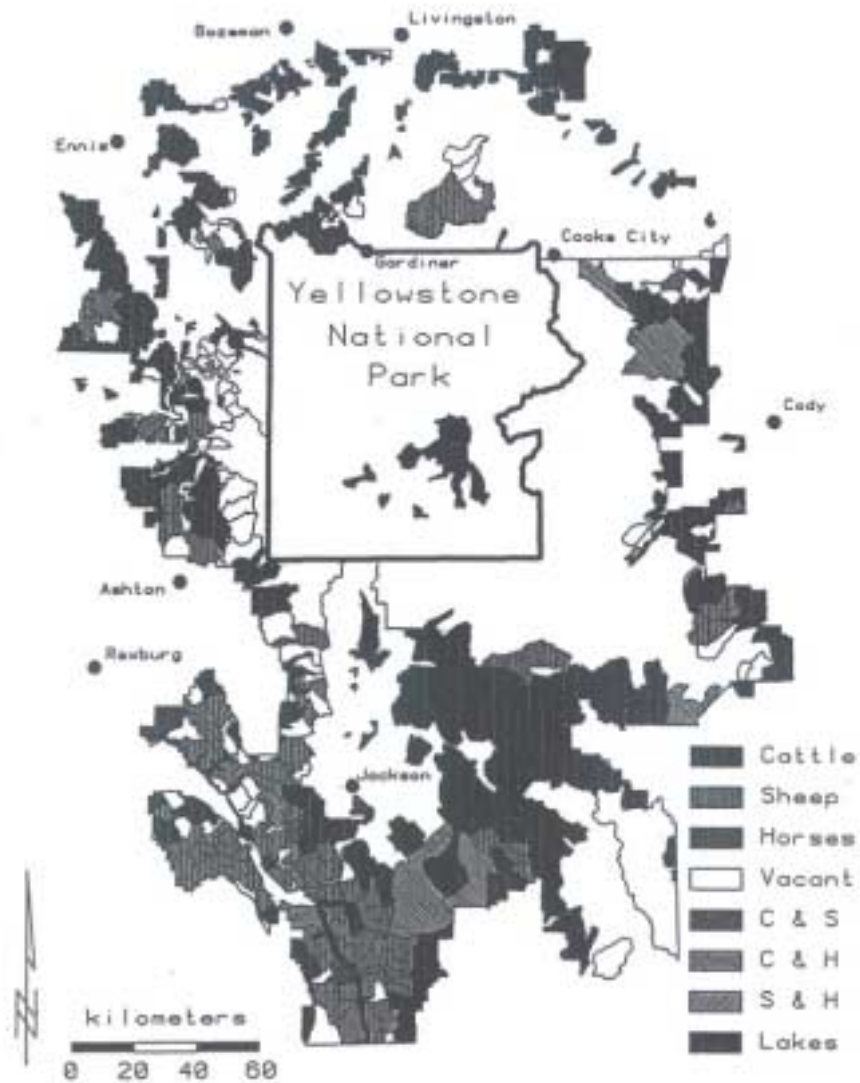 Bozeman
Livingston
Ennis
A
Gardiner
Cooke City
Yellowstone
National
Park
Cody
Ashton
Rexburg
Jackson
Cattle
Sheep
Horses
Vacant
C & S
C & H
S & H
Lakes
kilometers
0 20 40 60